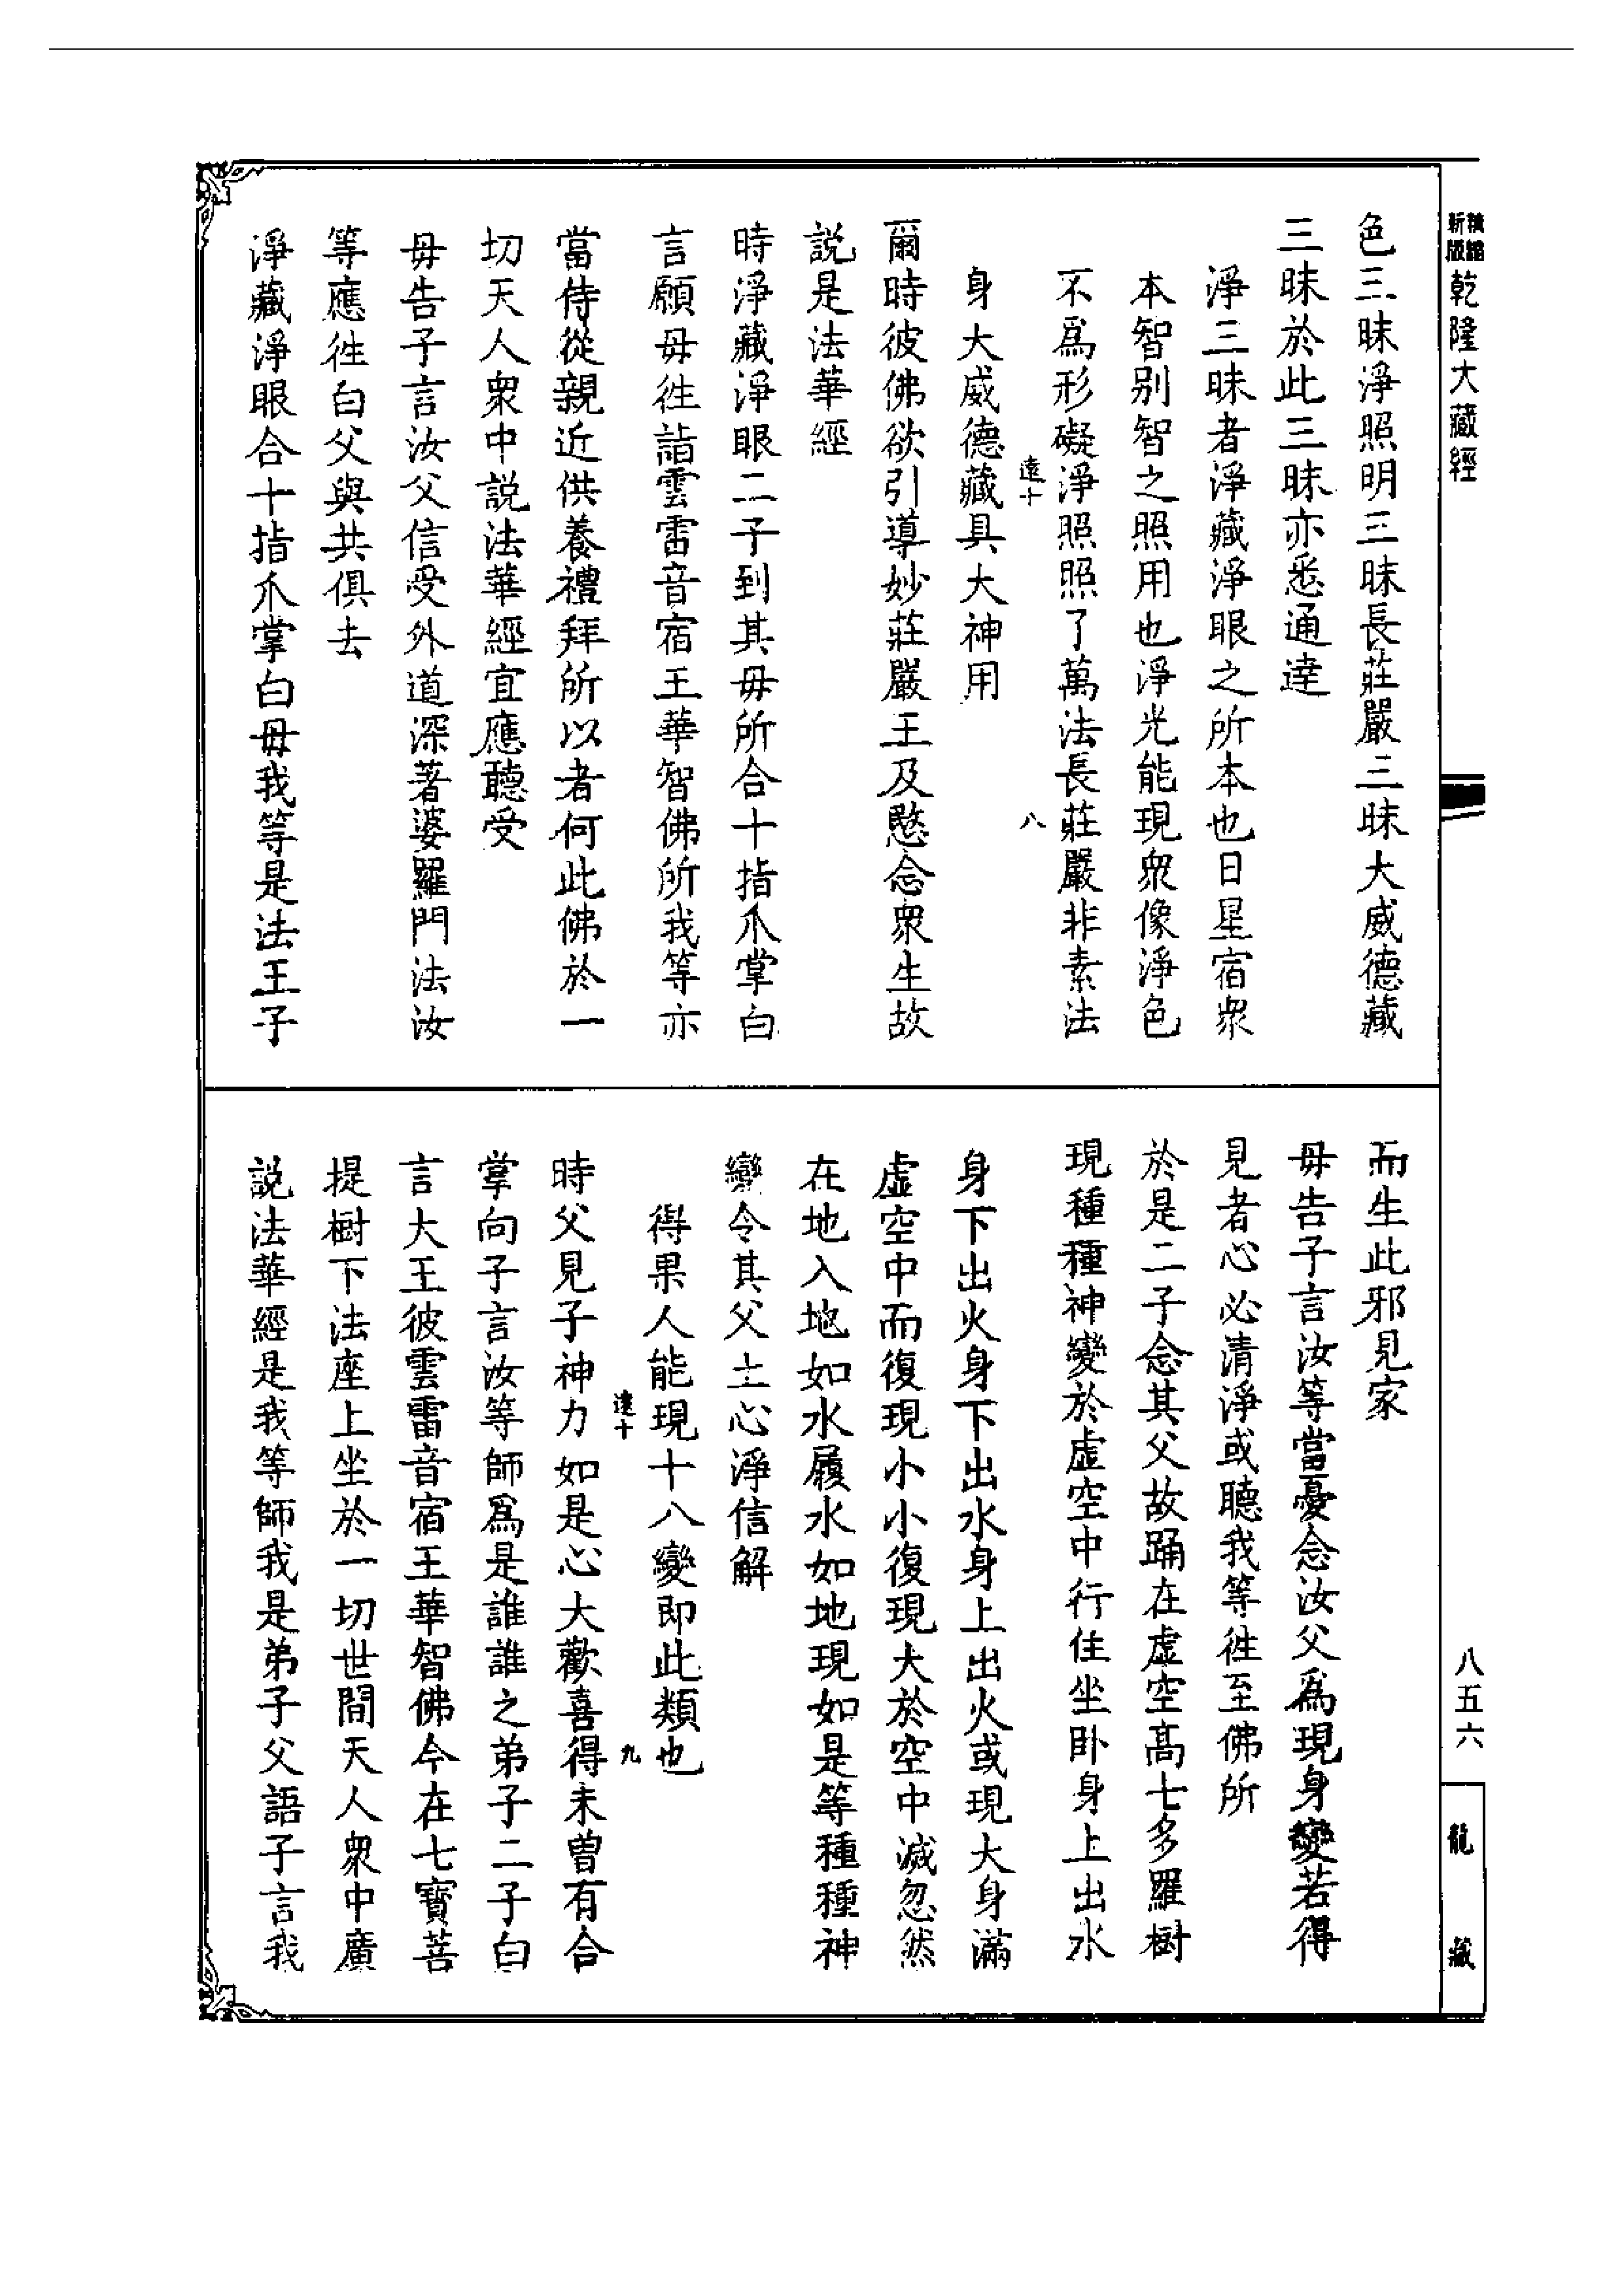 新版
精縮
乾隆大藏經
八五六
龍藏
色三昧淨照明三昧長莊嚴三昧大威德藏
三昧於此三昧亦悉通達
淨三昧者淨藏淨眼之所本也日星宿衆
本智别智之照用也淨光能現衆像淨色
不爲形礙淨照照了萬法長莊嚴非素法
遠十
八
身大威德藏具大神用
爾時彼佛欲引導妙莊嚴王及愍念衆生故
説是法華經
時淨藏淨眼二子到其毋所合十指爪掌白
言願毋徃詣雲雷音宿王華智佛所我等亦
當侍從親近供養禮拜所以者何此佛於一
切天人衆中説法華經宜應聽受
毋告子言汝父信受外道深著婆羅門法汝
等應徃白父與共俱去
淨藏淨眼合十指爪掌白毋我等是法王子
而生此邪見家
毋告子言汝等當憂念汝父爲現身變若得
見者心必清淨或聽我等徃至佛所
於是二子念其父故踊在虛空高七多羅樹
現種種神變於虛空中行住坐卧身上出水
身下出火身下出水身上出火或現大身滿
虛空中而復現小小復現大於空中滅忽然
在地入地如水履水如地現如是等種種神
變令其父王心淨信解
得果人能現十八變即此類也
遠十
九
時父見子神力如是心大歡喜得未曽有合
掌向子言汝等師爲是誰誰之弟子二子白
言大王彼雲雷音宿王華智佛今在七寶菩
提樹下法座上坐於一切世間天人衆中廣
説法華經是我等師我是弟子父語子言我